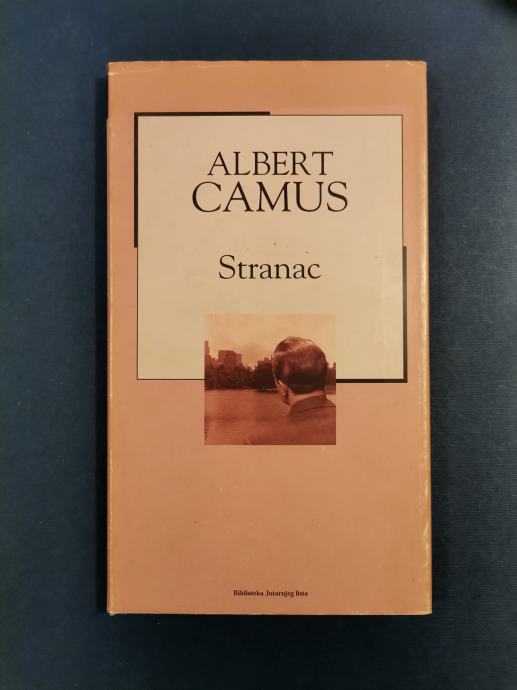 ALBERT
CAMUS
Stranac
Biblioteka Jutarnjeg lista